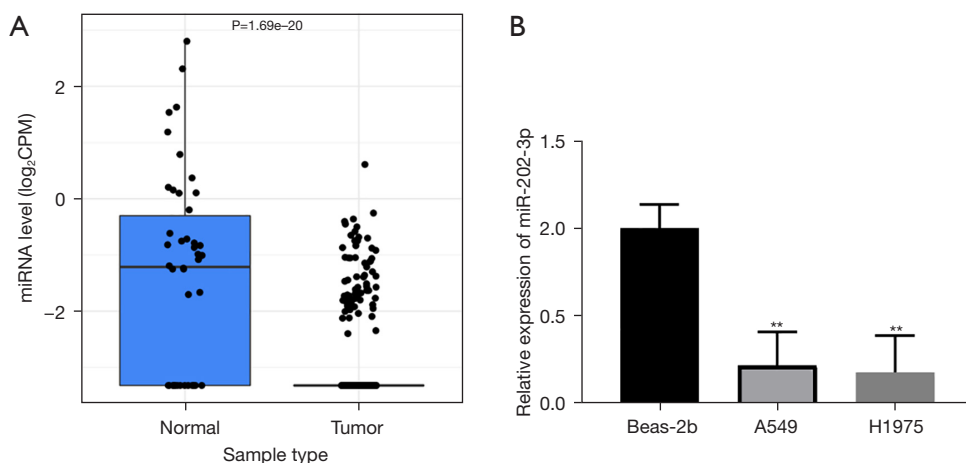 A
P=1.69e–20
miRNA level (log₂CPM)
2
0
−2
Normal
Tumor
Sample type
B
Relative expression of miR-202-3p
1.5
2.0
0.5
0.0
**
**
Beas-2b
A549
H1975